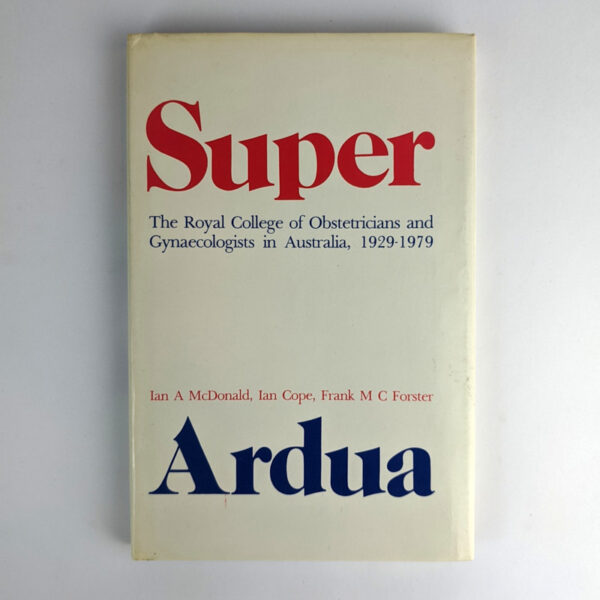 Super
The Royal College of Obstetricians and
Gynaecologists in Australia, 1929-1979
Ian A McDonald, Ian Cope, Frank M C Forster
Ardua